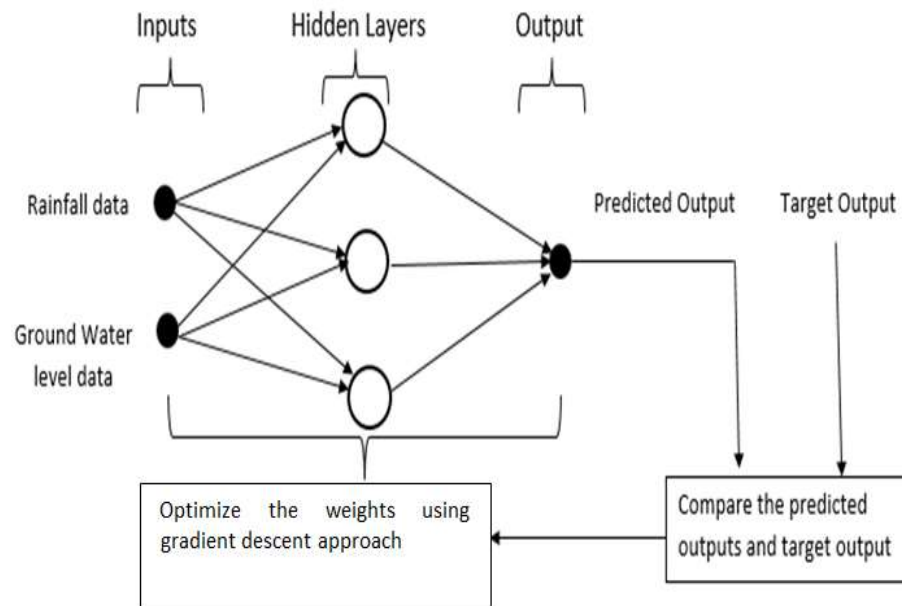 Inputs
Hidden Layers
Output
Rainfall data
Predicted Output
Target Output
Ground Water
level data
Optimize the weights using
gradient descent approach
Compare the predicted
outputs and target output